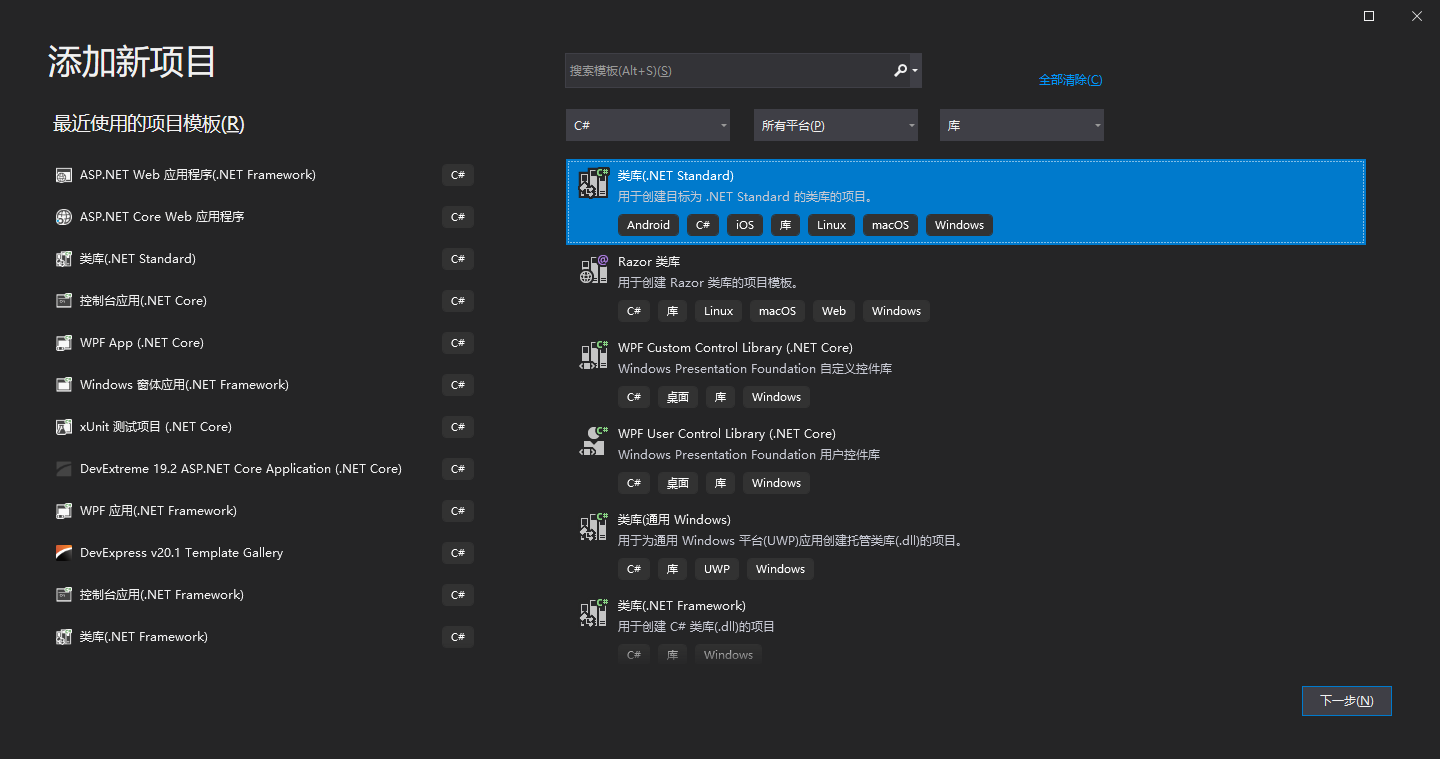 添加新项目
最近使用的项目模板(R)
ASP.NET Web 应用程序(.NET Framework) C#
ASP.NET Core Web 应用程序 C#
类库(.NET Standard) C#
控制台应用(.NET Core) C#
WPF App (.NET Core) C#
Windows 窗体应用(.NET Framework) C#
xUnit 测试项目 (.NET Core) C#
DevExtreme 19.2 ASP.NET Core Application (.NET Core) C#
WPF 应用(.NET Framework) C#
DevExpress v20.1 Template Gallery C#
控制台应用(.NET Framework) C#
类库(.NET Framework) C#
搜索模板(Alt+S)(S)
全部清除(C)
C# 所有平台(P) 库
类库(.NET Standard)
用于创建目标为 .NET Standard 的类库的项目。
Android C# iOS 库 Linux macOS Windows
Razor 类库
用于创建 Razor 类库的项目模板。
C# 库 Linux macOS Web Windows
WPF Custom Control Library (.NET Core)
Windows Presentation Foundation 自定义控件库
C# 桌面 库 Windows
WPF User Control Library (.NET Core)
Windows Presentation Foundation 用户控件库
C# 桌面 库 Windows
类库(通用 Windows)
用于为通用 Windows 平台(UWP)应用创建托管类库(.dll)的项目。
C# 库 UWP Windows
类库(.NET Framework)
用于创建 C# 类库(.dll)的项目
C# 库 Windows
下一步(N)